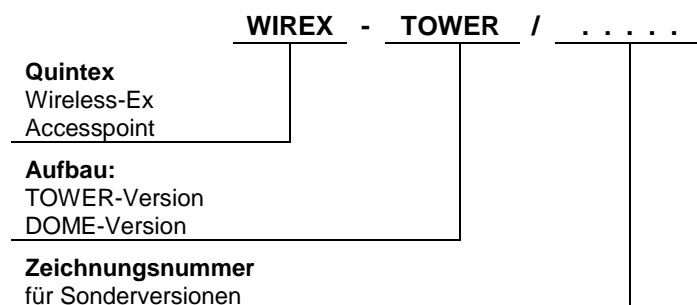 WIREX - TOWER / . . . . .
Quintex
Wireless-Ex
Accesspoint
Aufbau:
TOWER-Version
DOME-Version
Zeichnungsnummer
für Sonderversionen